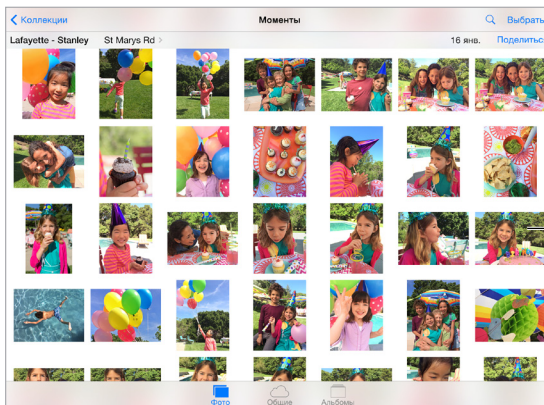 Коллекции Моменты Выбрать
Lafayette - Stanley St Marys Rd 16 янв. Поделиться
Фото Общие Альбомы